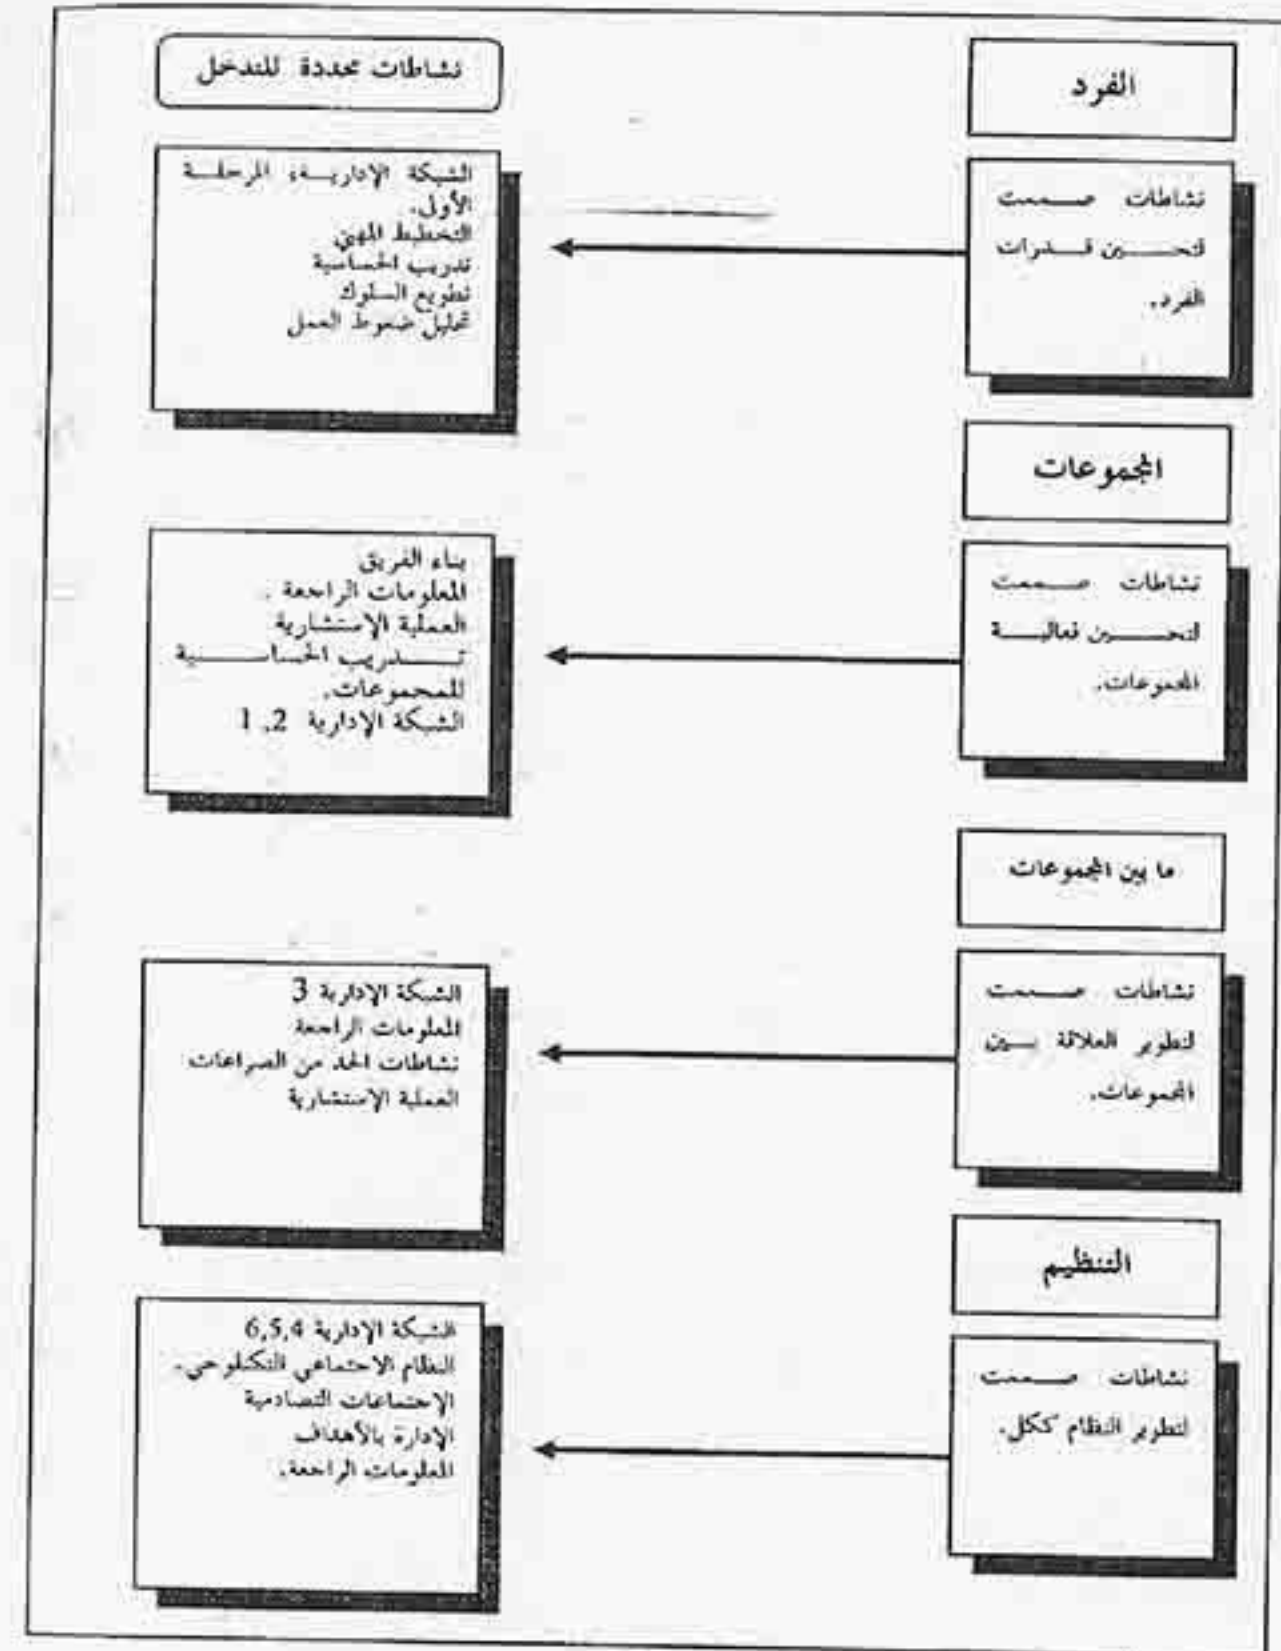 الفرد
نشاطات صممت
لتحسين قدرات
الفرد.
نشاطات محددة للتدخل
الشبكة الإدارية، المرحلة
الأولى.
التخطيط المهني
تدريب الحساسية
تطويع السلوك
تحليل ضغوط العمل
المجموعات
نشاطات صممت
لتحسين فعالية
المجموعات.
بناء الفريق
المعلومات الراجعة .
العملية الإستشارية
تدريب الحساسية
للمجموعات.
الشبكة الإدارية 2, 1
ما بين المجموعات
نشاطات صممت
لتطوير العلاقة بين
المجموعات.
الشبكة الإدارية 3
المعلومات الراجعة
نشاطات الحد من الصراعات
العملية الإستشارية
التنظيم
نشاطات صممت
لتطوير النظام ككل.
الشبكة الإدارية 6,5,4
النظام الاجتماعي التكنلوجي.
الإجتماعات التصادمية
الإدارة بالأهداف
المعلومات الراجعة.